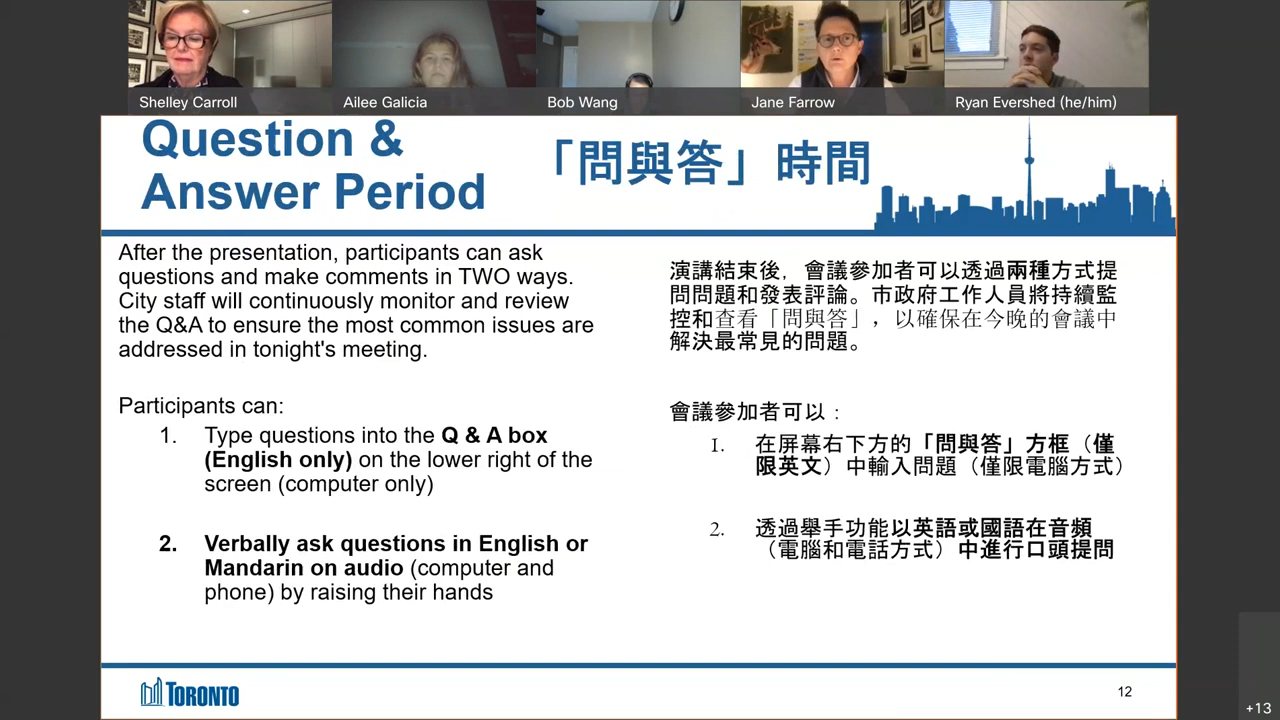 Shelley Carroll
Ailee Galicia
Bob Wang
Jane Farrow
Ryan Evershed (he/him)
Question &
Answer Period
「問與答」時間
After the presentation, participants can ask
questions and make comments in TWO ways.
City staff will continuously monitor and review
the Q&A to ensure the most common issues are
addressed in tonight's meeting.
Participants can:
1. Type questions into the Q & A box
(English only) on the lower right of the
screen (computer only)
2. Verbally ask questions in English or
Mandarin on audio (computer and
phone) by raising their hands
演講結束後，會議參加者可以透過兩種方式提
問問題和發表評論。市政府工作人員將持續監
控和查看「問與答」，以確保在今晚的會議中
解決最常見的問題。
會議參加者可以：
1. 在屏幕右下方的「問與答」方框（僅
限英文）中輸入問題（僅限電腦方式）
2. 透過舉手功能以英語或國語在音頻
（電腦和電話方式）中進行口頭提問
TORONTO
12
+13